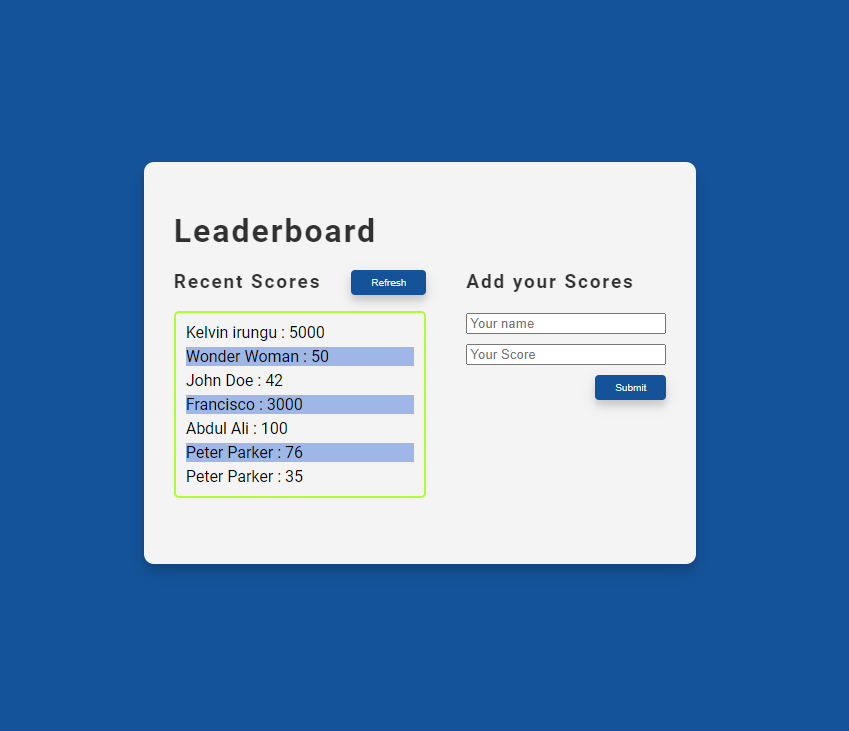 Leaderboard
Recent Scores
Refresh
Kelvin irungu : 5000
Wonder Woman : 50
John Doe : 42
Francisco : 3000
Abdul Ali : 100
Peter Parker : 76
Peter Parker : 35
Add your Scores
Your name
Your Score
Submit